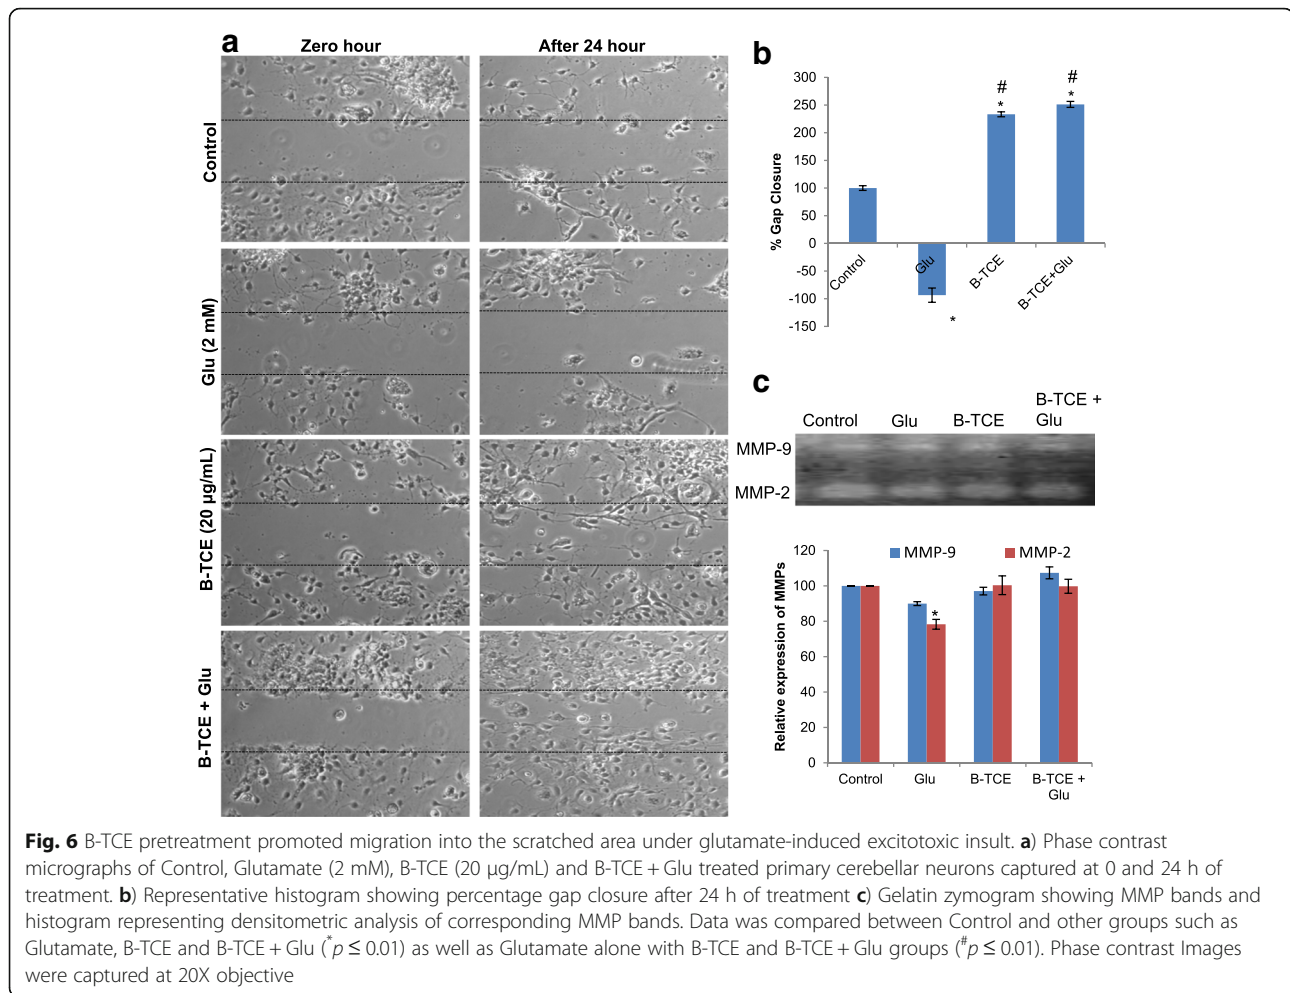 a
Zero hour
After 24 hour
Control
Glu (2 mM)
B-TCE (20 µg/mL)
B-TCE + Glu
b
% Gap Closure
300
250
200
150
100
50
0
-50
-100
-150
Control
Glu
B-TCE
B-TCE+Glu
*
#
*
#
*
c
Control
Glu
B-TCE
B-TCE +
Glu
MMP-9
MMP-2
MMP-9
MMP-2
Relative expression of MMPs
120
100
80
60
40
20
0
*
Control
Glu
B-TCE
B-TCE +
Glu
Fig. 6 B-TCE pretreatment promoted migration into the scratched area under glutamate-induced excitotoxic insult. a) Phase contrast
micrographs of Control, Glutamate (2 mM), B-TCE (20 µg/mL) and B-TCE + Glu treated primary cerebellar neurons captured at 0 and 24 h of
treatment. b) Representative histogram showing percentage gap closure after 24 h of treatment c) Gelatin zymogram showing MMP bands and
histogram representing densitometric analysis of corresponding MMP bands. Data was compared between Control and other groups such as
Glutamate, B-TCE and B-TCE + Glu (*p ≤ 0.01) as well as Glutamate alone with B-TCE and B-TCE + Glu groups (#p ≤ 0.01). Phase contrast Images
were captured at 20X objective